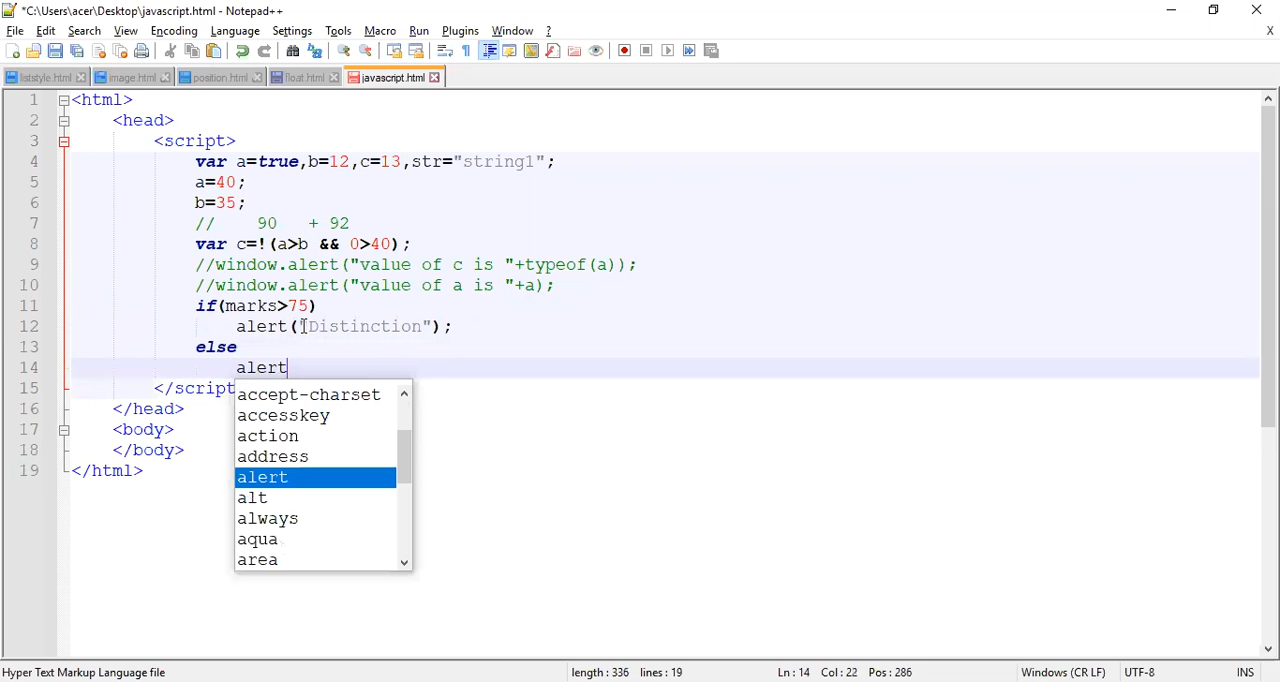 *C:\Users\acer\Desktop\javascript.html - Notepad++
File Edit Search View Encoding Language Settings Tools Macro Run Plugins Window ? X
liststyle.html image.html position.html float.html javascript.html
1 <html>
2 <head>
3 <script>
4 var a=true,b=12,c=13,str="string1";
5 a=40;
6 b=35;
7 // 90 + 92
8 var c=!(a>b && 0>40);
9 //window.alert("value of c is "+typeof(a));
10 //window.alert("value of a is "+a);
11 if(marks>75)
12 alert("Distinction");
13 else
14 alert
15 </script
16 </head>
17 <body>
18 </body>
19 </html>
accept-charset
accesskey
action
address
alert
alt
always
aqua
area
Hyper Text Markup Language file length : 336 lines : 19 Ln : 14 Col : 22 Pos : 286 Windows (CR LF) UTF-8 INS